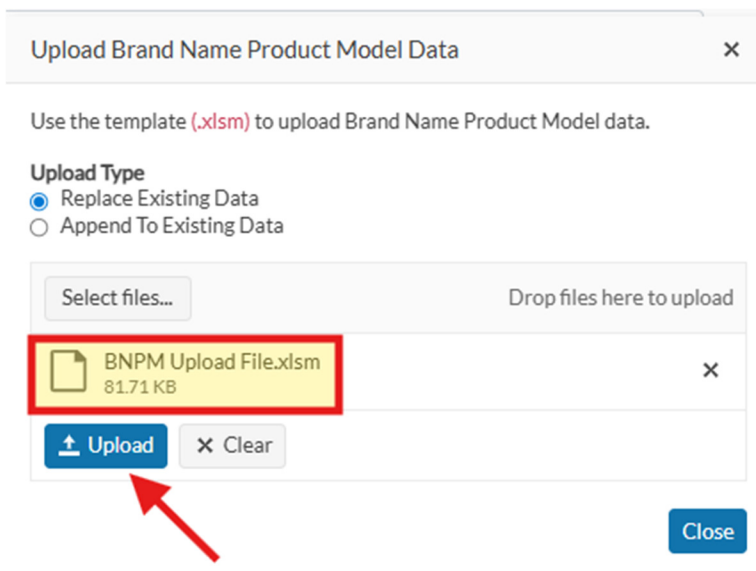 Upload Brand Name Product Model Data
Use the template (.xlsm) to upload Brand Name Product Model data.
Upload Type
Replace Existing Data
Append To Existing Data
Select files...
Drop files here to upload
BNPM Upload File.xlsm
81.71 KB
Upload
Clear
Close